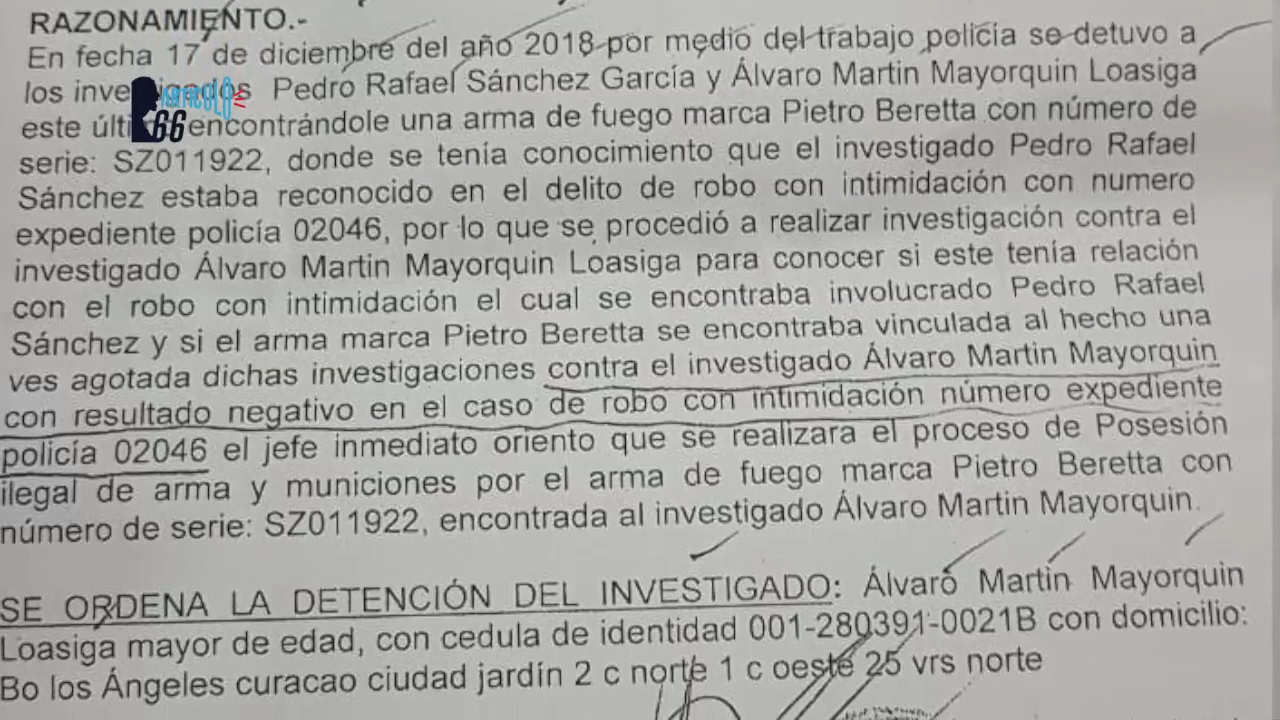 RAZONAMIENTO.-
En fecha 17 de diciembre del año 2018 por medio del trabajo policía se detuvo a
los inve Pedro Rafael Sánchez García y Álvaro Martin Mayorquin Loasiga
este últi encontrándole una arma de fuego marca Pietro Beretta con número de
serie: SZ011922, donde se tenía conocimiento que el investigado Pedro Rafael
Sánchez estaba reconocido en el delito de robo con intimidación con numero
expediente policía 02046, por lo que se procedió a realizar investigación contra el
investigado Álvaro Martin Mayorquin Loasiga para conocer si este tenía relación
con el robo con intimidación el cual se encontraba involucrado Pedro Rafael
Sánchez y si el arma marca Pietro Beretta se encontraba vinculada al hecho una
ves agotada dichas investigaciones contra el investigado Álvaro Martin Mayorquin
con resultado negativo en el caso de robo con intimidación número expediente
policía 02046 el jefe inmediato oriento que se realizara el proceso de Posesión
ilegal de arma y municiones por el arma de fuego marca Pietro Beretta con
número de serie: SZ011922, encontrada al investigado Álvaro Martin Mayorquin.
SE ORDENA LA DETENCIÓN DEL INVESTIGADO: Álvaro Martin Mayorquin
Loasiga mayor de edad, con cedula de identidad 001-280391-0021B con domicilio:
Bo los Ángeles curacao ciudad jardín 2 c norte 1 c oeste 25 vrs norte
66